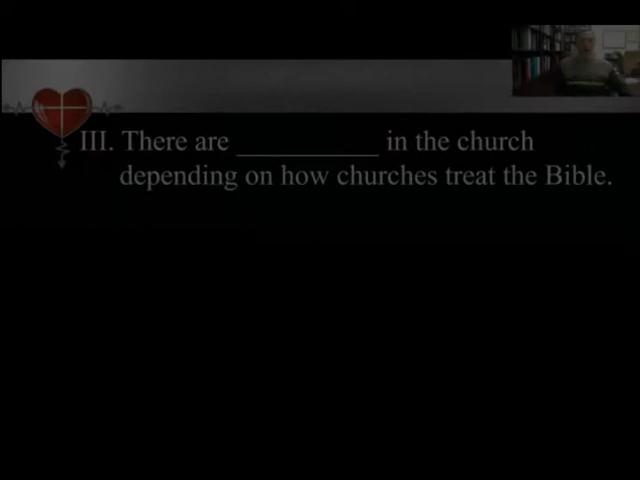 III. There are __________ in the church
depending on how churches treat the Bible.